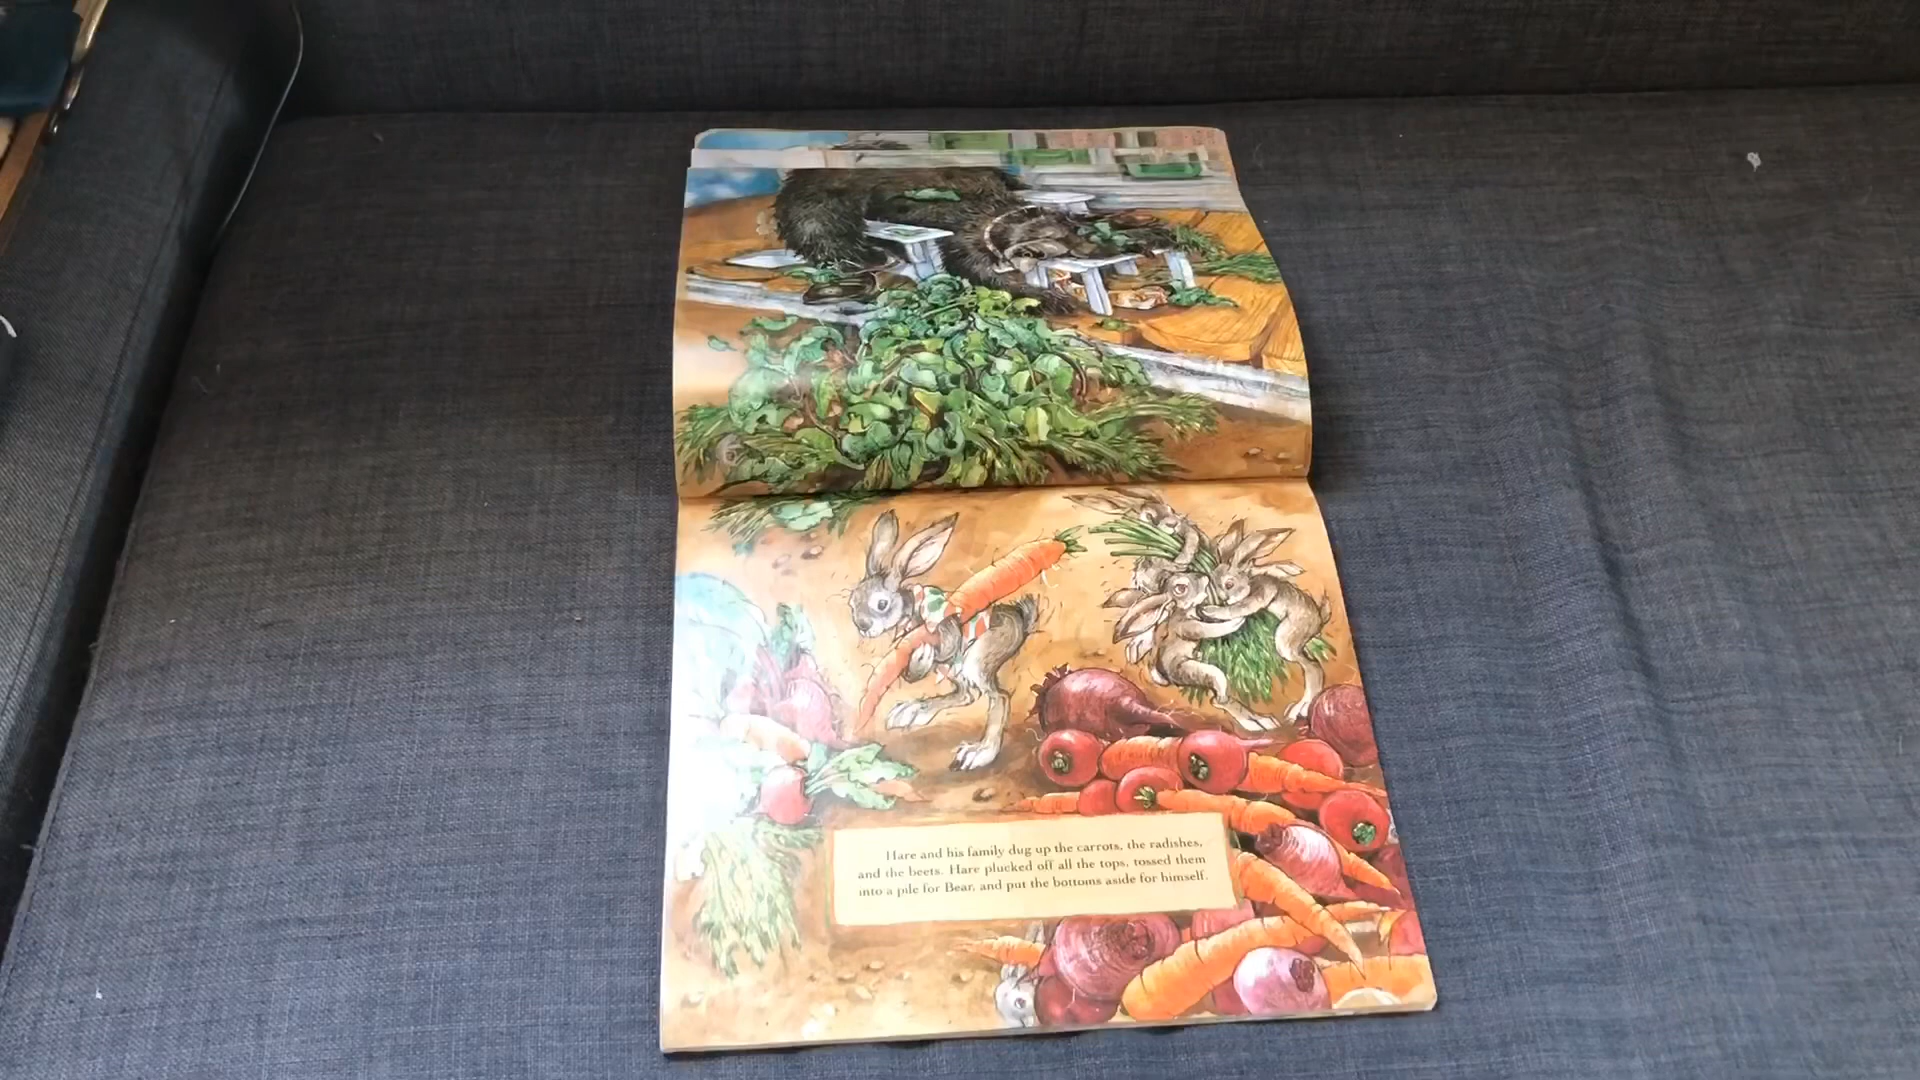 Hare and his family dug up the carrots, the radishes,
and the beets. Hare plucked off all the tops, tossed them
into a pile for Bear, and put the bottoms aside for himself.